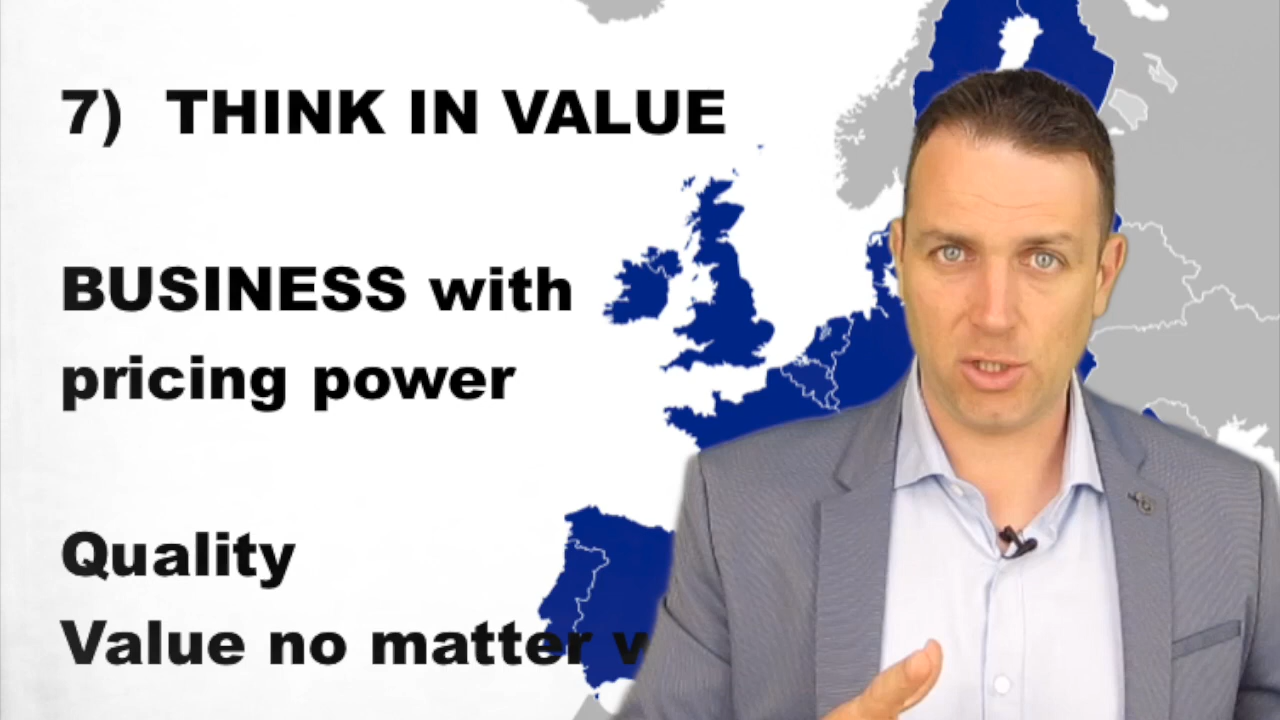 7) THINK IN VALUE
BUSINESS with
pricing power
Quality
Value no matter